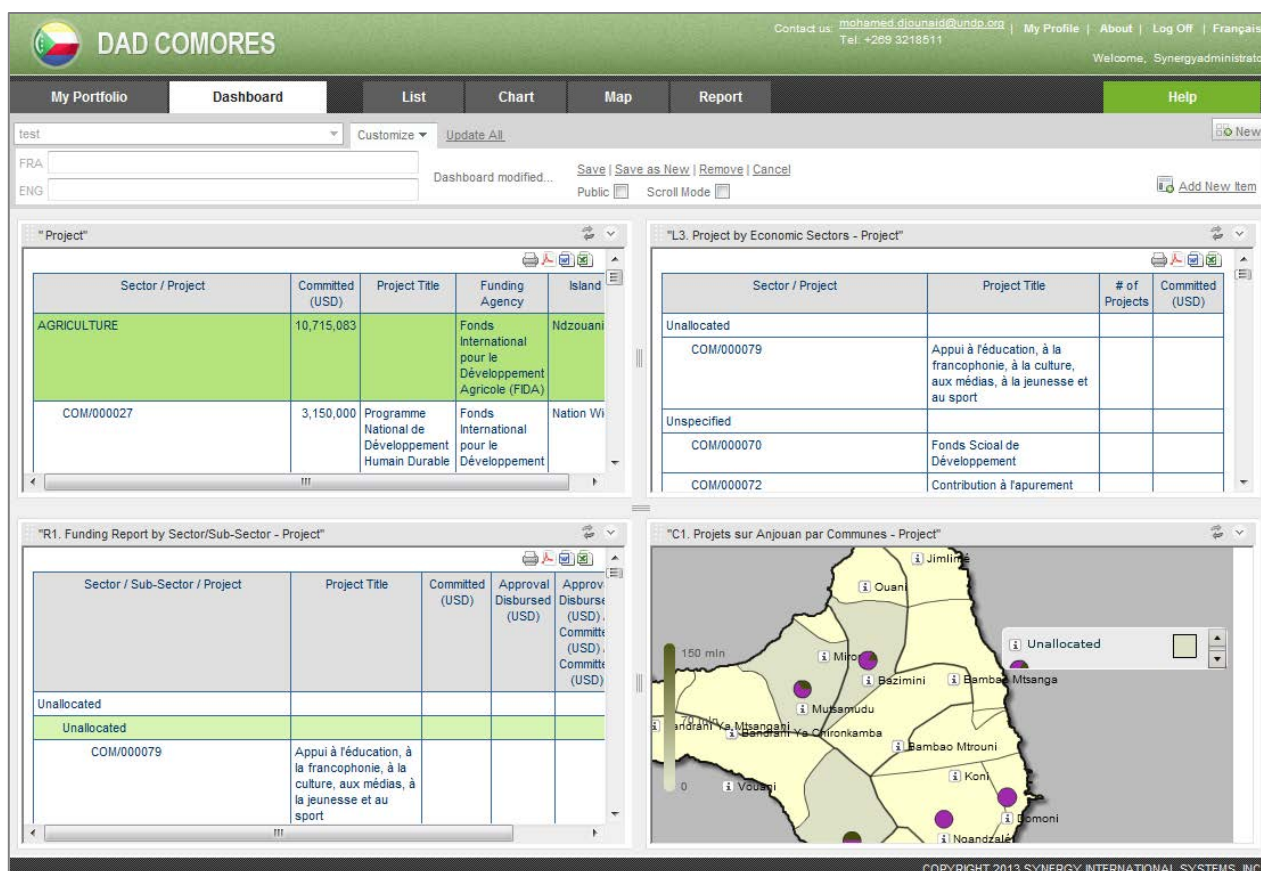 Contact us: mohamed.djounaid@undp.org | My Profile | About | Log Off | Français
Tel. +269 3218511
DAD COMORES
Welcome, Synergyadministrato
My Portfolio Dashboard List Chart Map Report Help
test Customize Update All New
FRA
ENG
Dashboard modified...
Save | Save as New | Remove | Cancel
Public Scroll Mode
Add New Item
"Project"
Sector / Project Committed (USD) Project Title Funding Agency Island
AGRICULTURE 10,715,083 Fonds Ndzouani
International
pour le
Développement
Agricole (FIDA)
COM/000027 3,150,000 Programme Fonds Nation Wi
National de International
Développement pour le
Humain Durable Développement
"L3. Project by Economic Sectors - Project"
Sector / Project Project Title # of Projects Committed (USD)
Unallocated
COM/000079 Appui à l'éducation, à la
francophonie, à la culture,
aux médias, à la jeunesse et
au sport
Unspecified
COM/000070 Fonds Scioal de
Développement
COM/000072 Contribution à l'apurement
"R1. Funding Report by Sector/Sub-Sector - Project"
Sector / Sub-Sector / Project Project Title Committed Approval Approv
(USD) Disbursed Disburse
(USD) (USD) .
Committe
(USD) .
Committe
(USD)
Unallocated
Unallocated
COM/000079 Appui à l'éducation, à
la francophonie, à la
culture, aux médias, à
la jeunesse et au
sport
"C1. Projets sur Anjouan par Communes - Project"
Jimlimé
Ouani
Unallocated
150 mln
Bazimini
Bambao Mtsanga
Mutsamudu
Bandrani Ya Chironkamba
Bambao Mtrouni
Koni
0
Vouani
Domoni
COPYRIGHT 2013 SYNERGY INTERNATIONAL SYSTEMS, INC